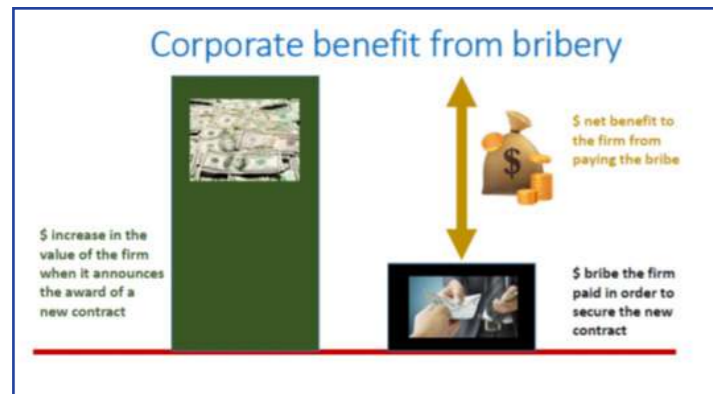 Corporate benefit from bribery
$ net benefit to
the firm from
paying the bribe
$ increase in the
value of the firm
when it announces
the award of a
new contract
$ bribe the firm
paid in order to
secure the new
contract
$